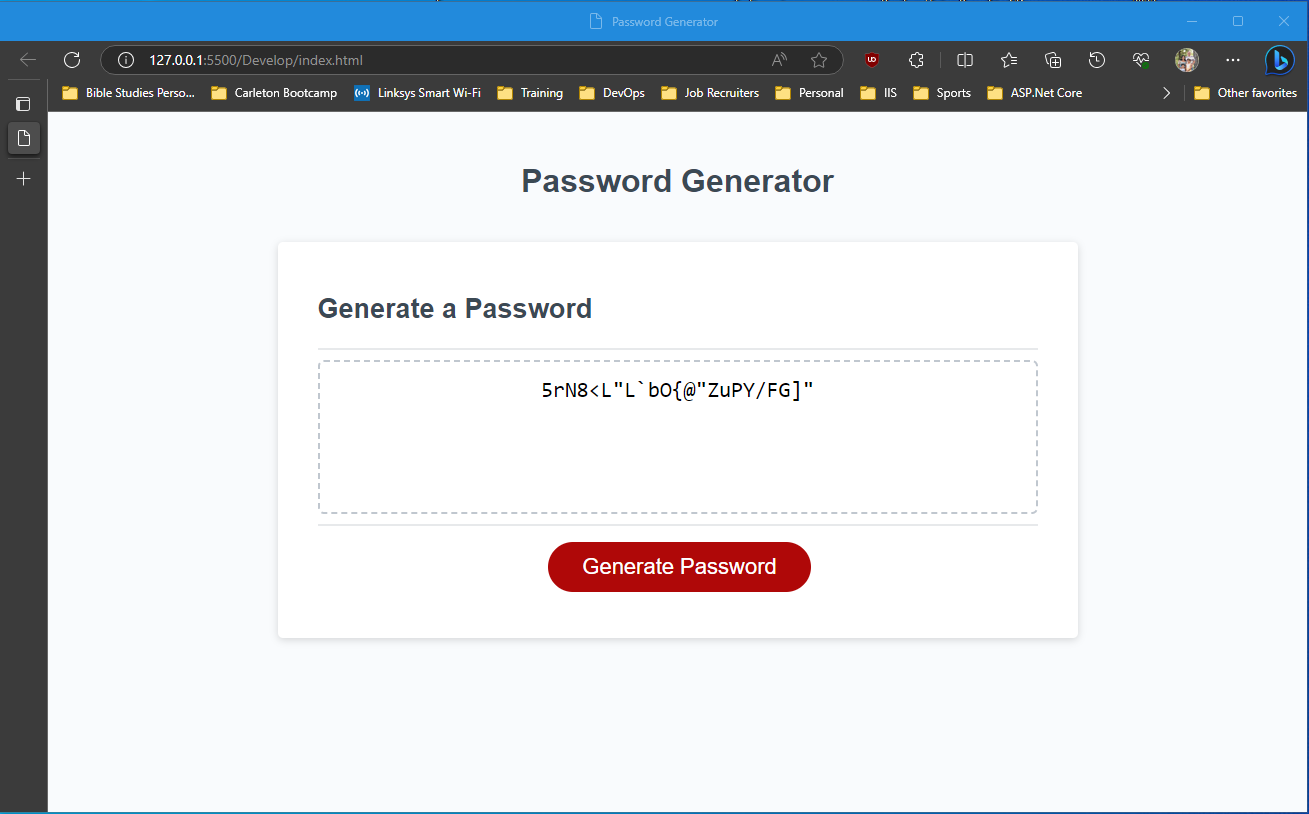 Password Generator
127.0.0.1:5500/Develop/index.html
Bible Studies Perso... Carleton Bootcamp Linksys Smart Wi-Fi Training DevOps Job Recruiters Personal IIS Sports ASP.Net Core Other favorites
Password Generator
Generate a Password
5rN8<L"L`bO{@"ZuPY/FG]"
Generate Password